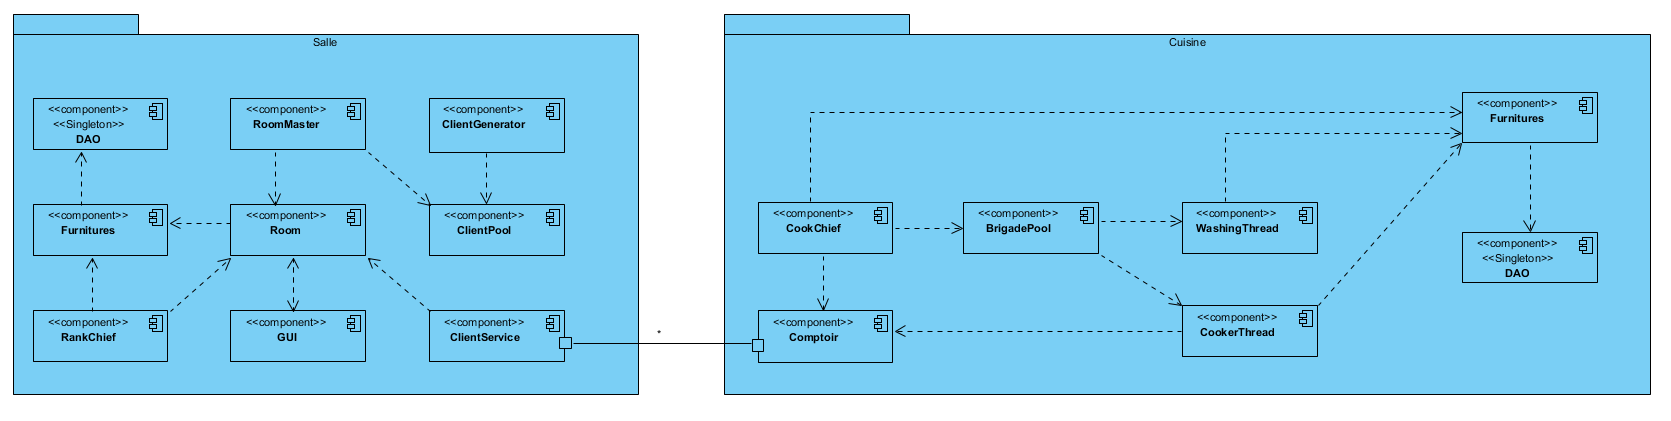 Salle
<<component>>
<<Singleton>>
DAO
<<component>>
RoomMaster
<<component>>
ClientGenerator
<<component>>
Furnitures
<<component>>
Room
<<component>>
ClientPool
<<component>>
RankChief
<<component>>
GUI
<<component>>
ClientService
*
Cuisine
<<component>>
Furnitures
<<component>>
CookChief
<<component>>
BrigadePool
<<component>>
WashingThread
<<component>>
<<Singleton>>
DAO
<<component>>
Comptoir
<<component>>
CookerThread